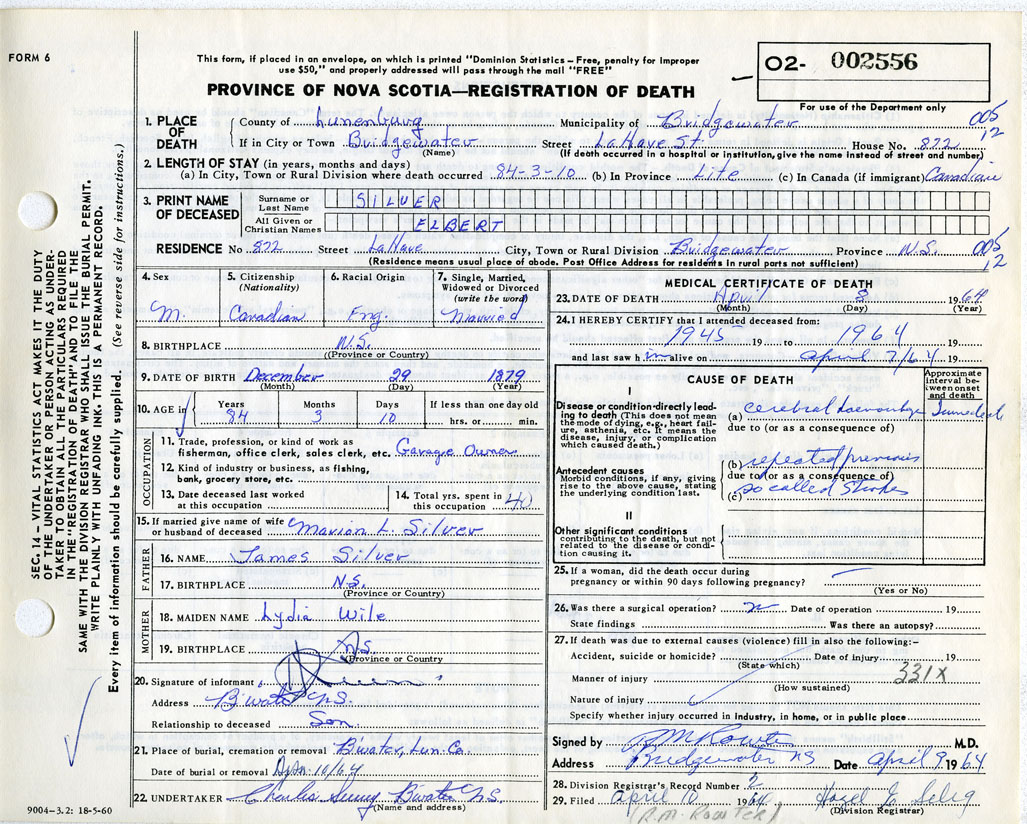 FORM 6
This form, if placed in an envelope, on which is printed "Dominion Statistics – Free, penalty for improper
use $50," and properly addressed will pass through the mail "FREE"
PROVINCE OF NOVA SCOTIA—REGISTRATION OF DEATH
O2- 002556
For use of the Department only
005
12
1. PLACE OF DEATH
County of Lunenburg Municipality of Bridgewater
If in City or Town Bridgewater Street LaHave St. House No. 872
(Name) (If death occurred in a hospital or institution, give the name instead of street and number)
2. LENGTH OF STAY (in years, months and days)
(a) In City, Town or Rural Division where death occurred 84-3-10 (b) In Province Life (c) In Canada (if immigrant) Canadian
3. PRINT NAME OF DECEASED
Surname or Last Name SILVER
All Given or Christian Names ELBERT
RESIDENCE No. 872 Street LaHave City, Town or Rural Division Bridgewater Province N.S.
005
12
(Residence means usual place of abode. Post Office Address for residents in rural parts not sufficient)
4. Sex
M.
5. Citizenship
(Nationality)
Canadian
6. Racial Origin
Eng.
7. Single, Married,
Widowed or Divorced
(write the word)
Married
8. BIRTHPLACE N.S.
(Province or Country)
9. DATE OF BIRTH December 29 1879
(Month) (Day) (Year)
10. AGE in
Years Months Days If less than one day old
84 3 10 hrs. or min.
OCCUPATION
11. Trade, profession, or kind of work as
fisherman, office clerk, sales clerk, etc. Garage Owner
12. Kind of industry or business, as fishing,
bank, grocery store, etc.
13. Date deceased last worked
at this occupation
14. Total yrs. spent in
this occupation 40
15. If married give name of wife
or husband of deceased Marion L. Silver
FATHER
16. NAME James Silver
17. BIRTHPLACE N.S.
(Province or Country)
MOTHER
18. MAIDEN NAME Lydia Wile
19. BIRTHPLACE N.S.
(Province or Country
20. Signature of informant
Address B'water N.S.
Relationship to deceased Son
21. Place of burial, cremation or removal B'water, Lun. Co.
Date of burial or removal 10/64
22. UNDERTAKER B'water N.S.
(Name and address)
9004-3.2: 18-5-60
MEDICAL CERTIFICATE OF DEATH
23. DATE OF DEATH April 8 1964
(Month) (Day) (Year)
24. I HEREBY CERTIFY that I attended deceased from:
1945 19 to 1964 19
and last saw him alive on April 7/64 19
CAUSE OF DEATH
Approximate
interval be-
tween onset
and death
I
Disease or condition directly lead-
ing to death (This does not mean
the mode of dying, e.g., heart fail-
ure, asthenia, etc. It means the
disease, injury, or complication
which caused death.)
(a) cerebral haemorrhage
due to (or as a consequence of)
Antecedent causes
Morbid conditions, if any, giving
rise to the above cause, stating
the underlying condition last.
(b) repeated previous
due to (or as a consequence of)
(c) so called strokes
II
Other significant conditions
contributing to the death, but not
related to the disease or condi-
tion causing it.
25. If a woman, did the death occur during
pregnancy or within 90 days following pregnancy?
(Yes or No)
26. Was there a surgical operation? Date of operation 19
State findings Was there an autopsy?
27. If death was due to external causes (violence) fill in also the following:–
Accident, suicide or homicide? Date of injury 19
(State which)
Manner of injury 331X
(How sustained)
Nature of injury
Specify whether injury occurred in industry, in home, or in public place
Signed by R M Rowter M.D.
Address Bridgewater NS Date April 9 1964
28. Division Registrar's Record Number 2
29. Filed April 10 1964 Hazel E Selig
(Division Registrar)
(R.M. ROWTER)
SEC. 14 – VITAL STATISTICS ACT MAKES IT THE DUTY
OF THE UNDERTAKER OR PERSON ACTING AS UNDER-
TAKER TO OBTAIN ALL THE PARTICULARS REQUIRED
IN THE "REGISTRATION OF DEATH" AND TO FILE THE
SAME WITH THE DIVISION REGISTRAR WHO SHALL ISSUE THE BURIAL PERMIT.
WRITE PLAINLY WITH UNFADING INK. THIS IS A PERMANENT RECORD.
Every item of information should be carefully supplied. (See reverse side for instructions.)